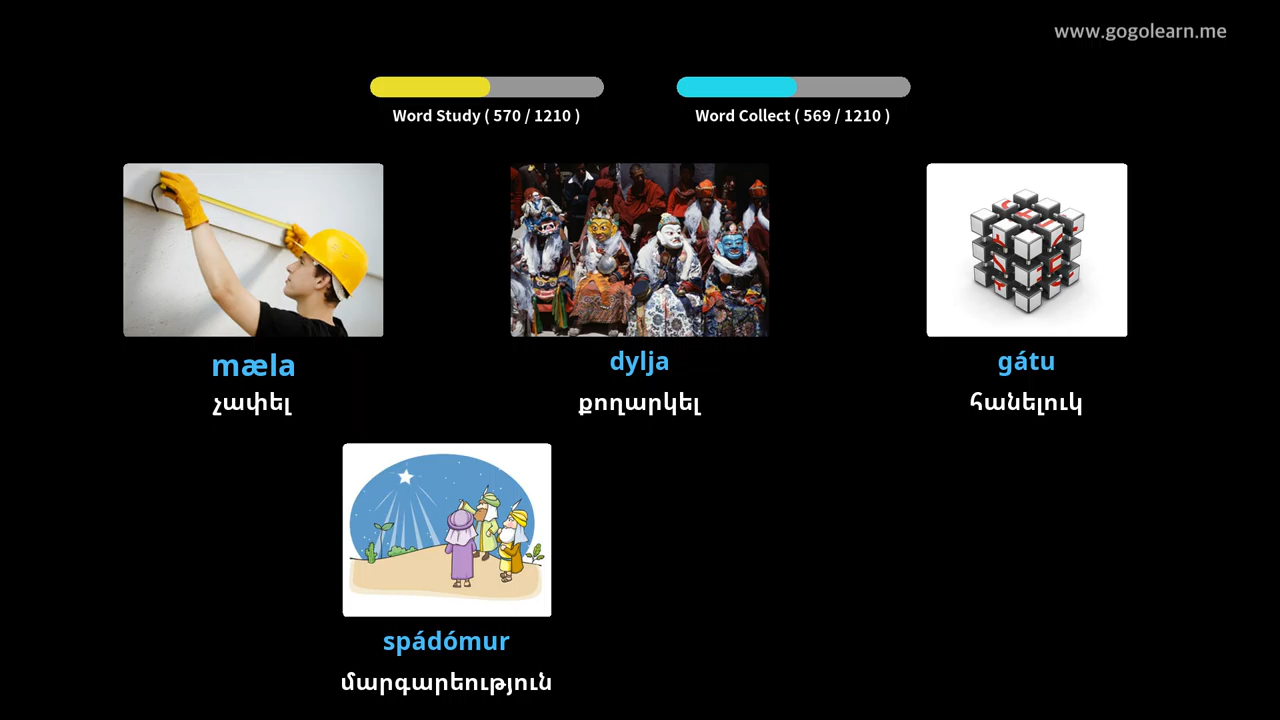 www.gogolearn.me
Word Study ( 570 / 1210 )
Word Collect ( 569 / 1210 )
mæla
չափել
dylja
քողարկել
gátu
հանելուկ
spádómur
մարգարեություն